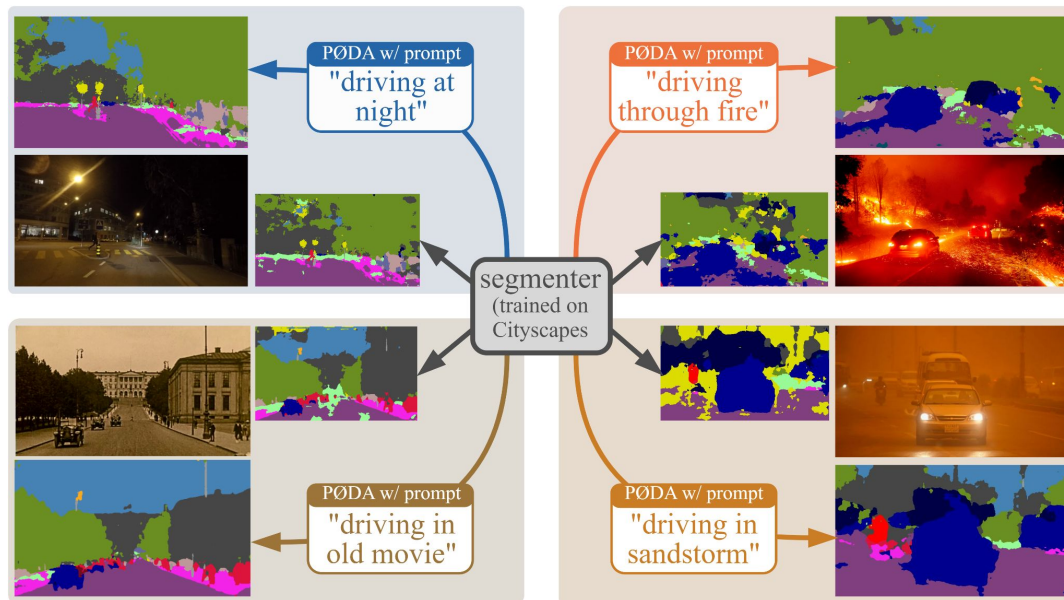 PØDA w/ prompt
"driving at
night"
PØDA w/ prompt
"driving
through fire"
segmenter
(trained on
Cityscapes
PØDA w/ prompt
"driving in
old movie"
PØDA w/ prompt
"driving in
sandstorm"